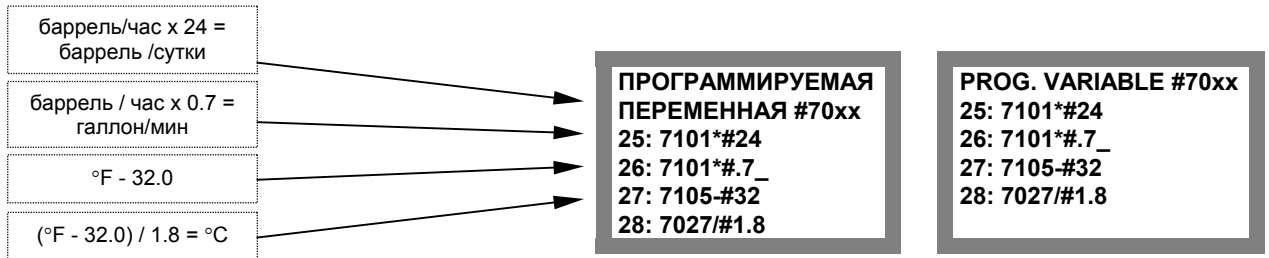 баррель/час x 24 =
баррель /сутки
баррель / час x 0.7 =
галлон/мин
°F - 32.0
(°F - 32.0) / 1.8 = °C
ПРОГРАММИРУЕМАЯ
ПЕРЕМЕННАЯ #70xx
25: 7101*#24
26: 7101*#.7_
27: 7105-#32
28: 7027/#1.8
PROG. VARIABLE #70xx
25: 7101*#24
26: 7101*#.7_
27: 7105-#32
28: 7027/#1.8